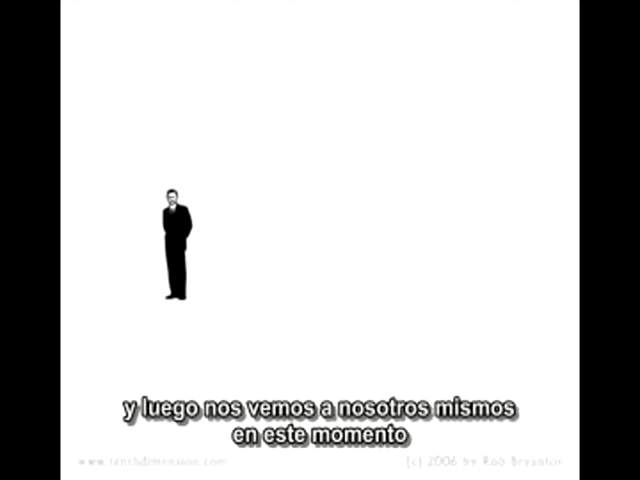 y luego nos vemos a nosotros mismos
en este momento
www.tenthdimension.com
(c) 2006 by Rob Bryanton